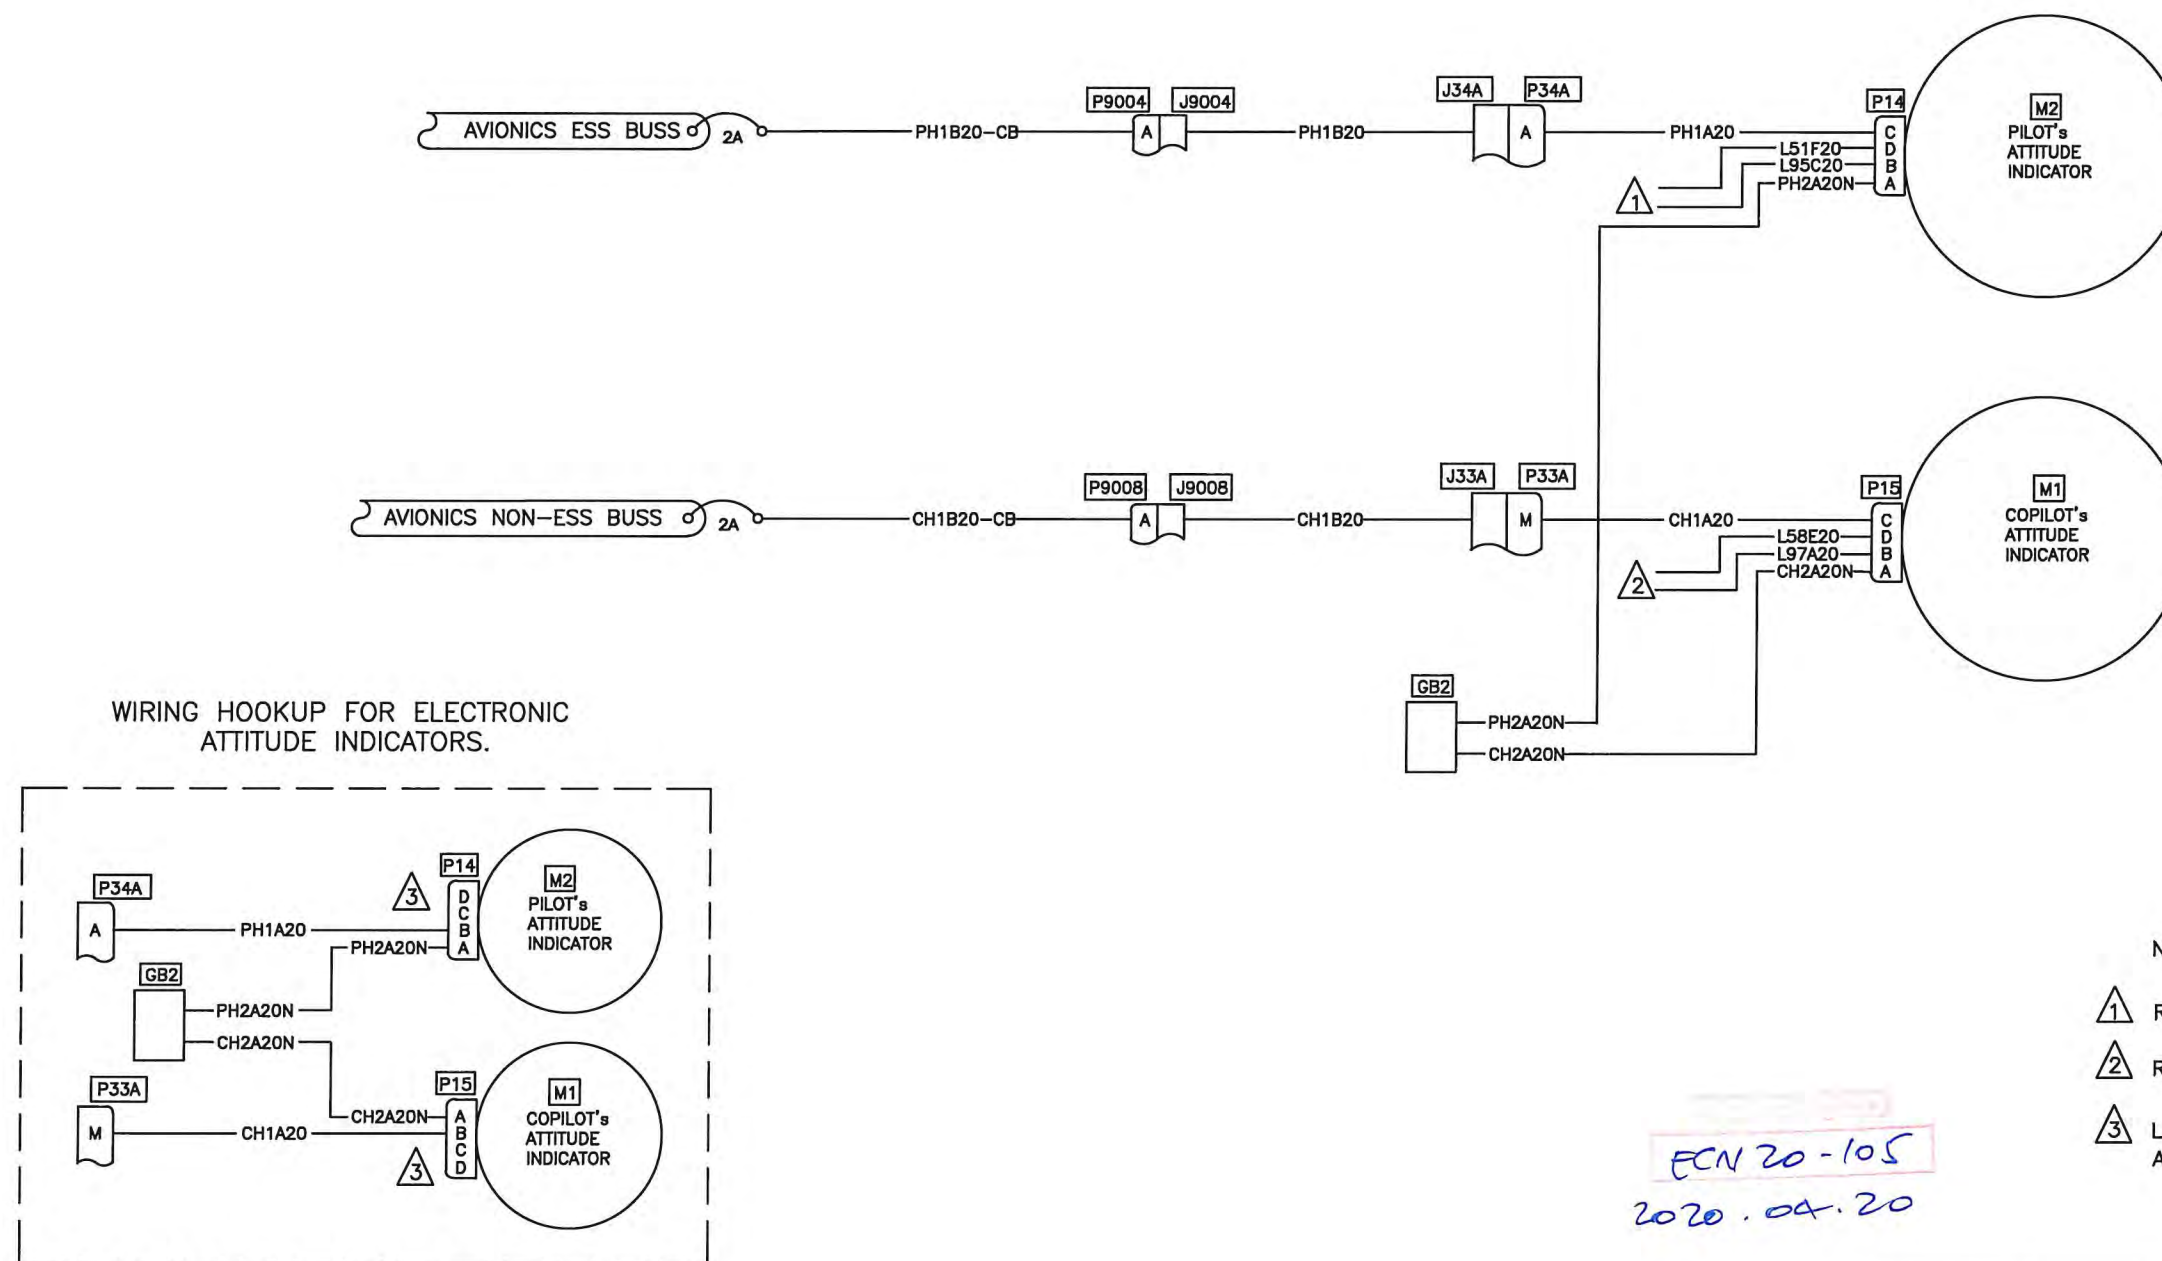 P9004 J9004 J34A P34A P14 M2
AVIONICS ESS BUSS 2A PH1B20-CB A PH1B20 A PH1A20 C
L51F20 D
L95C20 B
PH2A20N A
1
PILOT's
ATTITUDE
INDICATOR
P9008 J9008 J33A P33A P15 M1
AVIONICS NON-ESS BUSS 2A CH1B20-CB A CH1B20 M CH1A20 C
L58E20 D
L97A20 B
CH2A20N A
2
COPILOT's
ATTITUDE
INDICATOR
GB2
PH2A20N
CH2A20N
WIRING HOOKUP FOR ELECTRONIC
ATTITUDE INDICATORS.
P34A 3 P14 M2
D
C
A PH1A20 B
PH2A20N A
PILOT's
ATTITUDE
INDICATOR
GB2
PH2A20N
CH2A20N
P33A P15 M1
CH2A20N A
M CH1A20 B
C
D
3
COPILOT's
ATTITUDE
INDICATOR
N
1 R
2 R
3 L
A
ECN 20-105
2020.04.20